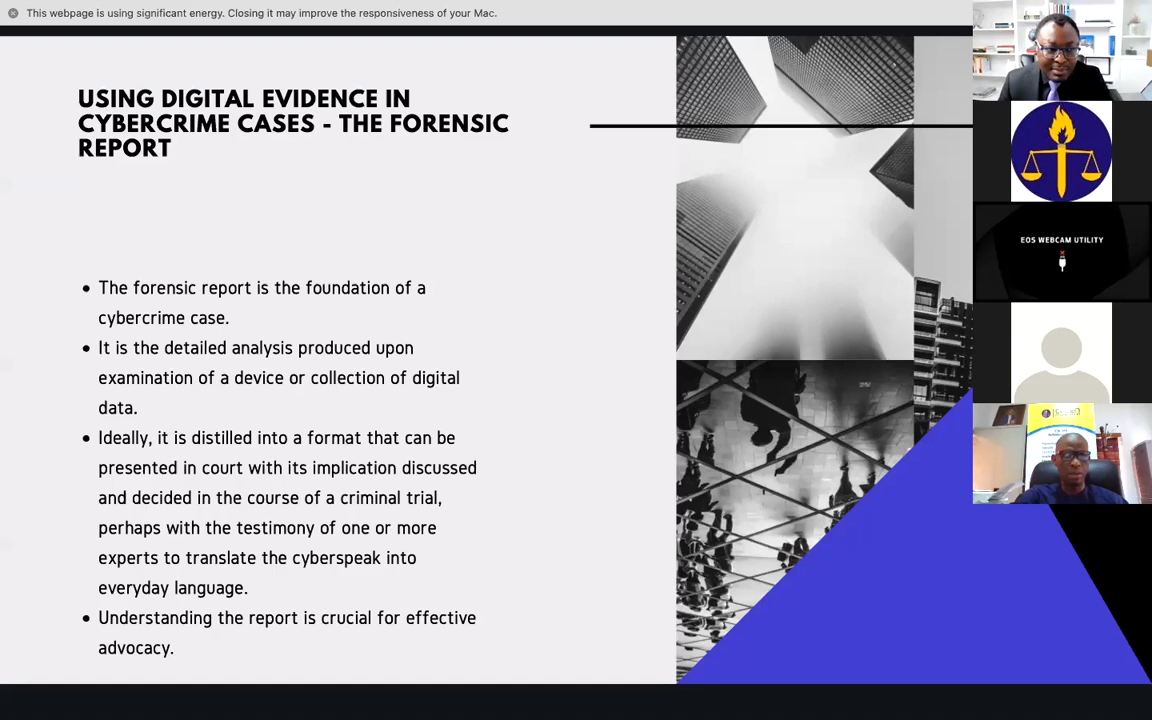 This webpage is using significant energy. Closing it may improve the responsiveness of your Mac.
USING DIGITAL EVIDENCE IN
CYBERCRIME CASES - THE FORENSIC
REPORT
• The forensic report is the foundation of a
cybercrime case.
• It is the detailed analysis produced upon
examination of a device or collection of digital
data.
• Ideally, it is distilled into a format that can be
presented in court with its implication discussed
and decided in the course of a criminal trial,
perhaps with the testimony of one or more
experts to translate the cyberspeak into
everyday language.
• Understanding the report is crucial for effective
advocacy.
EOS WEBCAM UTILITY